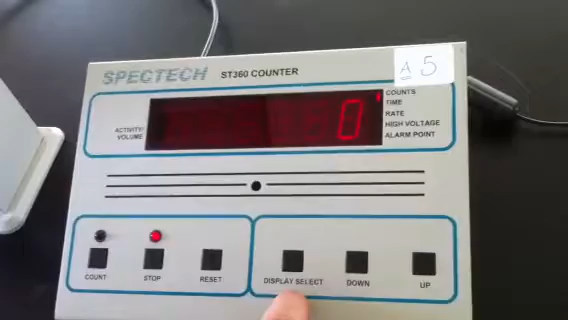 SPECTECH ST360 COUNTER
A 5
0
COUNTS
TIME
RATE
HIGH VOLTAGE
ALARM POINT
ACTIVITY/
VOLUME
COUNT STOP RESET DISPLAY SELECT DOWN UP